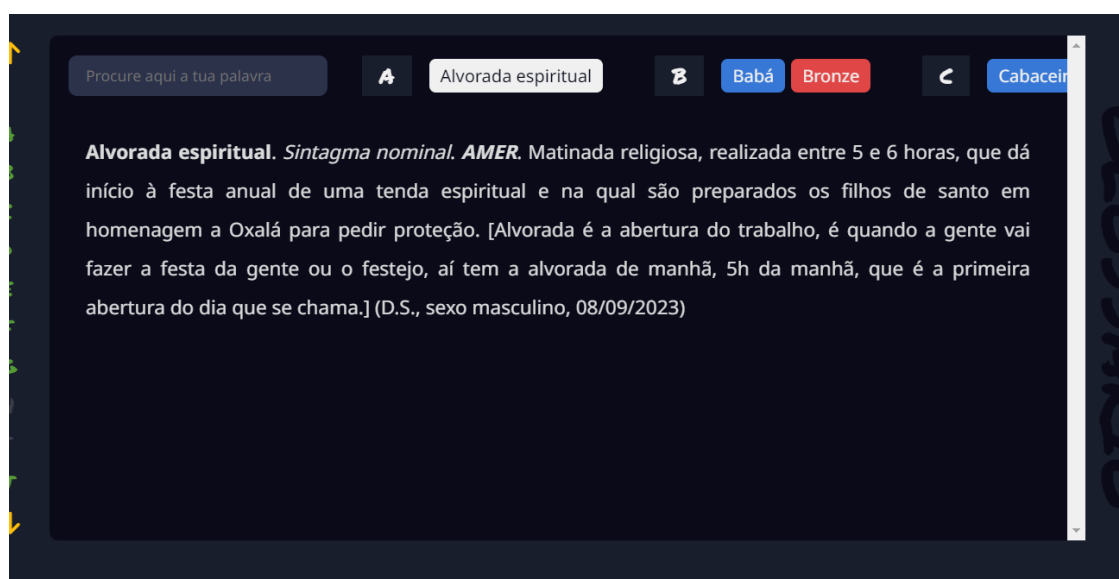 Procure aqui a tua palavra A Alvorada espiritual B Babá Bronze C Cabaceir
Alvorada espiritual. Sintagma nominal. AMER. Matinada religiosa, realizada entre 5 e 6 horas, que dá
início à festa anual de uma tenda espiritual e na qual são preparados os filhos de santo em
homenagem a Oxalá para pedir proteção. [Alvorada é a abertura do trabalho, é quando a gente vai
fazer a festa da gente ou o festejo, aí tem a alvorada de manhã, 5h da manhã, que é a primeira
abertura do dia que se chama.] (D.S., sexo masculino, 08/09/2023)